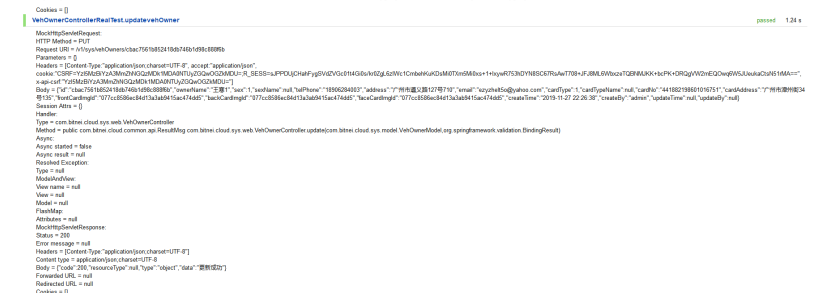 Cookies = []
VehOwnerControllerRealTest.updatevehOwner passed 1.24 s
MockHttpServletRequest:
HTTP Method = PUT
Request URI = /v1/sys/vehOwners/cbac7561b852418db746b1d98c888f6b
Parameters = {}
Headers = [Content-Type:"application/json;charset=UTF-8", accept:"application/json",
x-api-csrf:"YzI5MzBiYzA3MmZhNGQzMDk1MDA0NTUyZGQwOGZkMDU="]
Body = {"id":"cbac7561b852418db746b1d98c888f6b","ownerName":"王塞1","sex":1,"sexName":null,"telPhone":"18906284003","address":"广州市遵义路127号710","email":"ezyzhelt5o@yahoo.com","cardType":1,"cardTypeName":null,"cardNo":"441882198601016751","cardAddress":"广州市漳州街34
号135","frontCardImgId":"077cc8586ec84d13a3ab9415ac474dd5","backCardImgId":"077cc8586ec84d13a3ab9415ac474dd5","faceCardImgId":"077cc8586ec84d13a3ab9415ac474dd5","createTime":"2019-11-27 22:26:38","createBy":"admin","updateTime":null,"updateBy":null}
Session Attrs = {}
Handler:
Type = com.bitnei.cloud.sys.web.VehOwnerController
Method = public com.bitnei.cloud.common.api.ResultMsg com.bitnei.cloud.sys.web.VehOwnerController.update(com.bitnei.cloud.sys.model.VehOwnerModel,org.springframework.validation.BindingResult)
Async:
Async started = false
Async result = null
Resolved Exception:
Type = null
ModelAndView:
View name = null
View = null
Model = null
FlashMap:
Attributes = null
MockHttpServletResponse:
Status = 200
Error message = null
Headers = [Content-Type:"application/json;charset=UTF-8"]
Content type = application/json;charset=UTF-8
Body = {"code":200,"resourceType":null,"type":"object","data":"更新成功"}
Forwarded URL = null
Redirected URL = null
Cookies = []